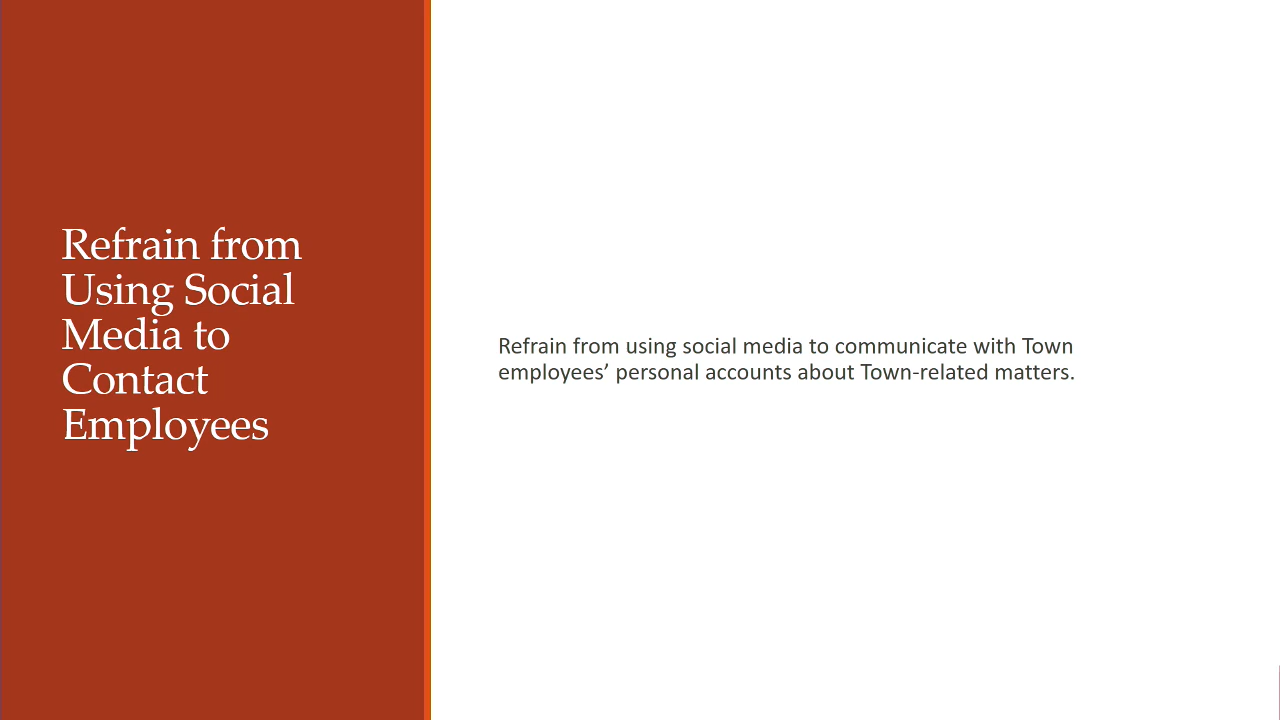 Refrain from
Using Social
Media to
Contact
Employees
Refrain from using social media to communicate with Town
employees’ personal accounts about Town-related matters.